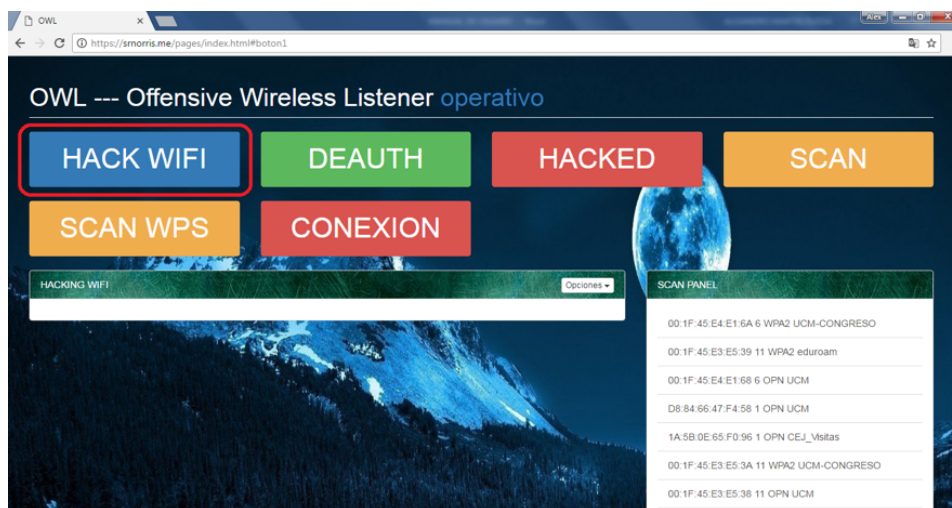 OWL
Alex
https://srnorris.me/pages/index.html#boton1
OWL --- Offensive Wireless Listener operativo
HACK WIFI
DEAUTH
HACKED
SCAN
SCAN WPS
CONEXION
HACKING WIFI
Opciones
SCAN PANEL
00:1F:45:E4:E1:6A 6 WPA2 UCM-CONGRESO
00:1F:45:E3:E5:39 11 WPA2 eduroam
00:1F:45:E4:E1:68 6 OPN UCM
D8:84:66:47:F4:58 1 OPN UCM
1A:5B:0E:65:F0:96 1 OPN CEJ_Visitas
00:1F:45:E3:E5:3A 11 WPA2 UCM-CONGRESO
00:1F:45:E3:E5:38 11 OPN UCM